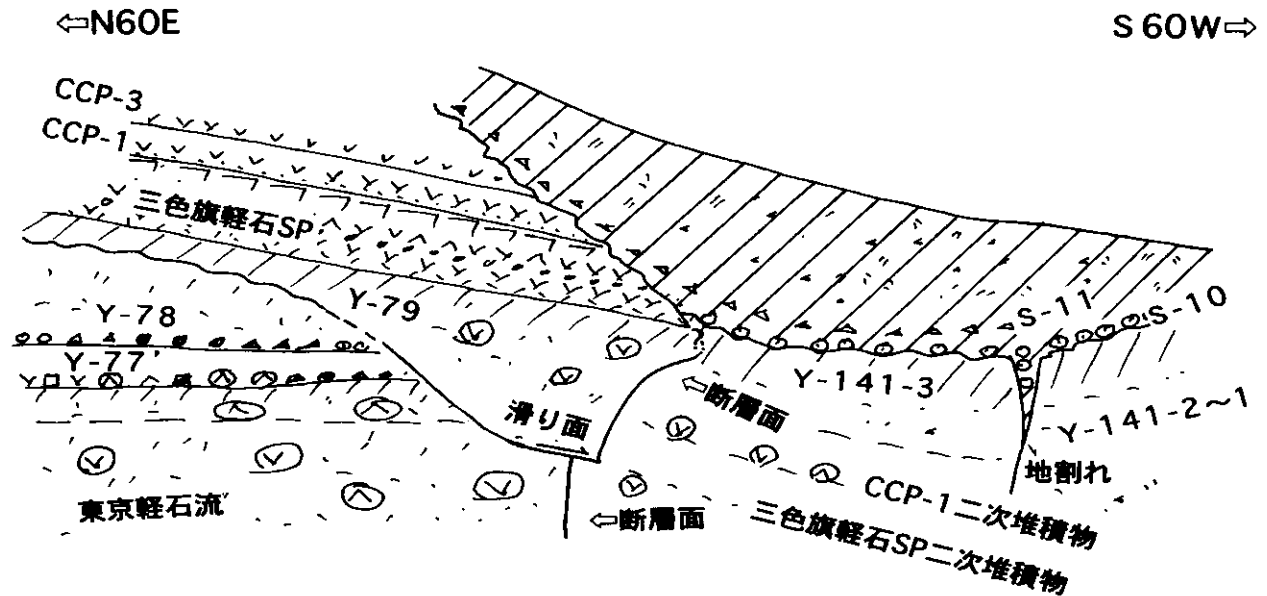 ⇦N60E
S 60W⇨
CCP-3
CCP-1
三色旗軽石SP
Y-79
Y-78
Y-77'
S-11'
S-10
Y-141-3
⇦断層面
滑り面
Y-141-2～1
地割れ
東京軽石流
⇦断層面
CCP-1二次堆積物
三色旗軽石SP二次堆積物